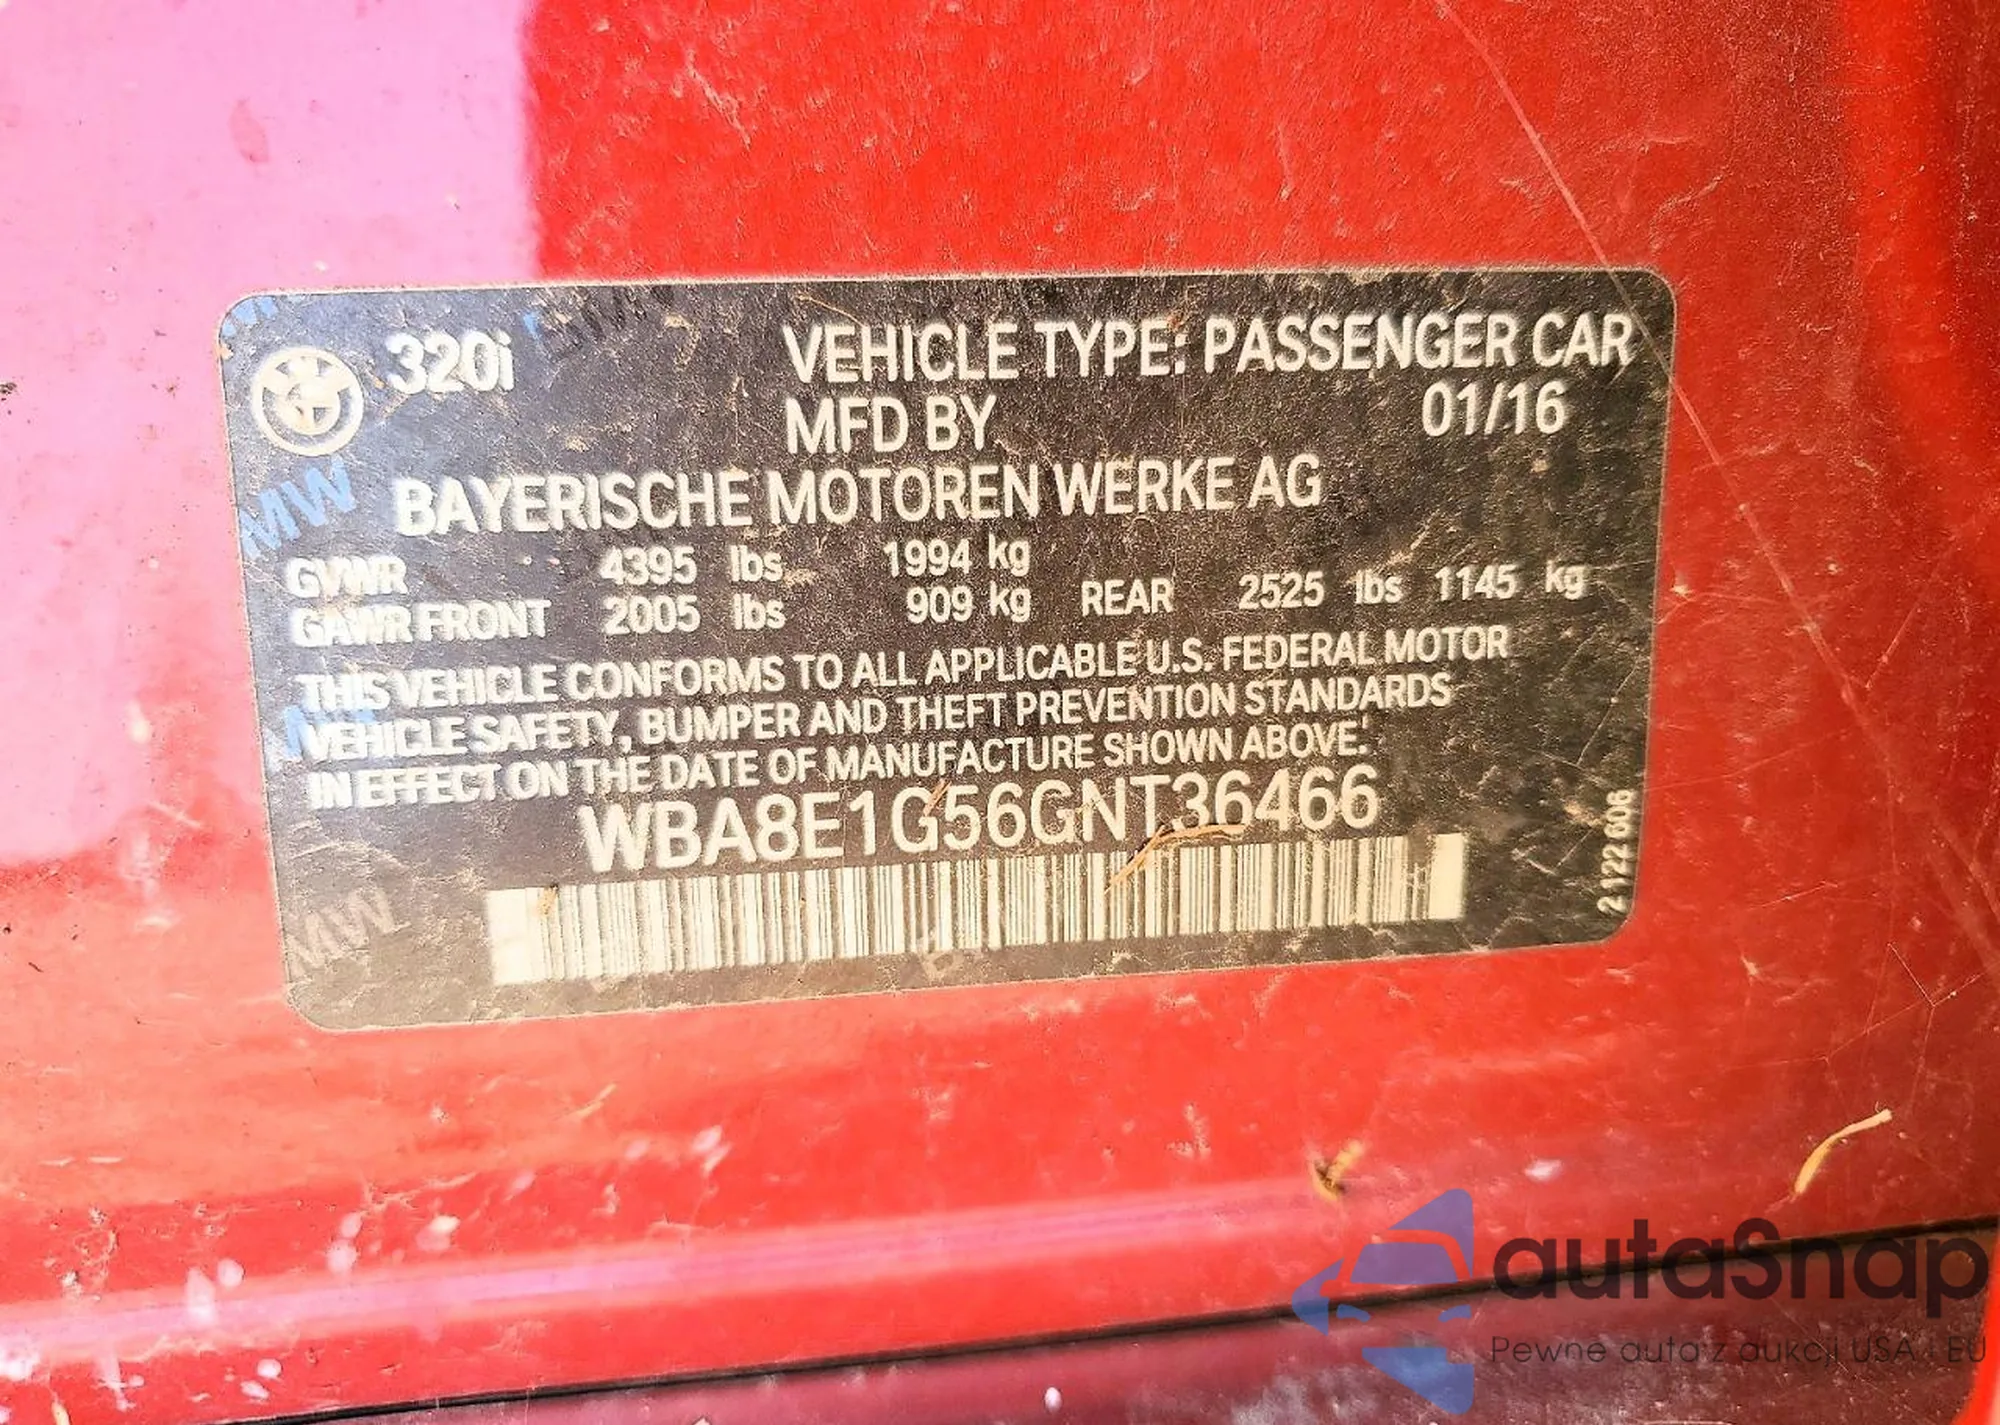 320i VEHICLE TYPE: PASSENGER CAR
MFD BY 01/16
BAYERISCHE MOTOREN WERKE AG
GVWR 4395 lbs 1994 kg
GAWR FRONT 2005 lbs 909 kg REAR 2525 lbs 1145 kg
THIS VEHICLE CONFORMS TO ALL APPLICABLE U.S. FEDERAL MOTOR
VEHICLE SAFETY, BUMPER AND THEFT PREVENTION STANDARDS
IN EFFECT ON THE DATE OF MANUFACTURE SHOWN ABOVE.
WBA8E1G56GNT36466
2 122 606
autaSnap
Pewne auta z aukcji USA i EU